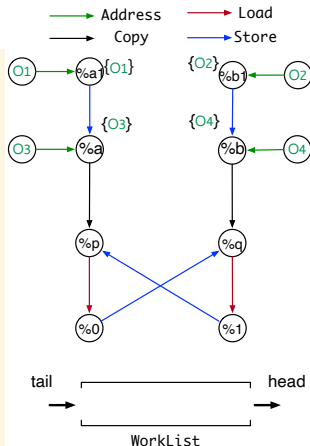 Address Load
Copy Store
O1 %a1 {O1} {O2} %b1 O2
{O3} {O4}
O3 %a %b O4
%p %q
%0 %1
tail head
WorkList